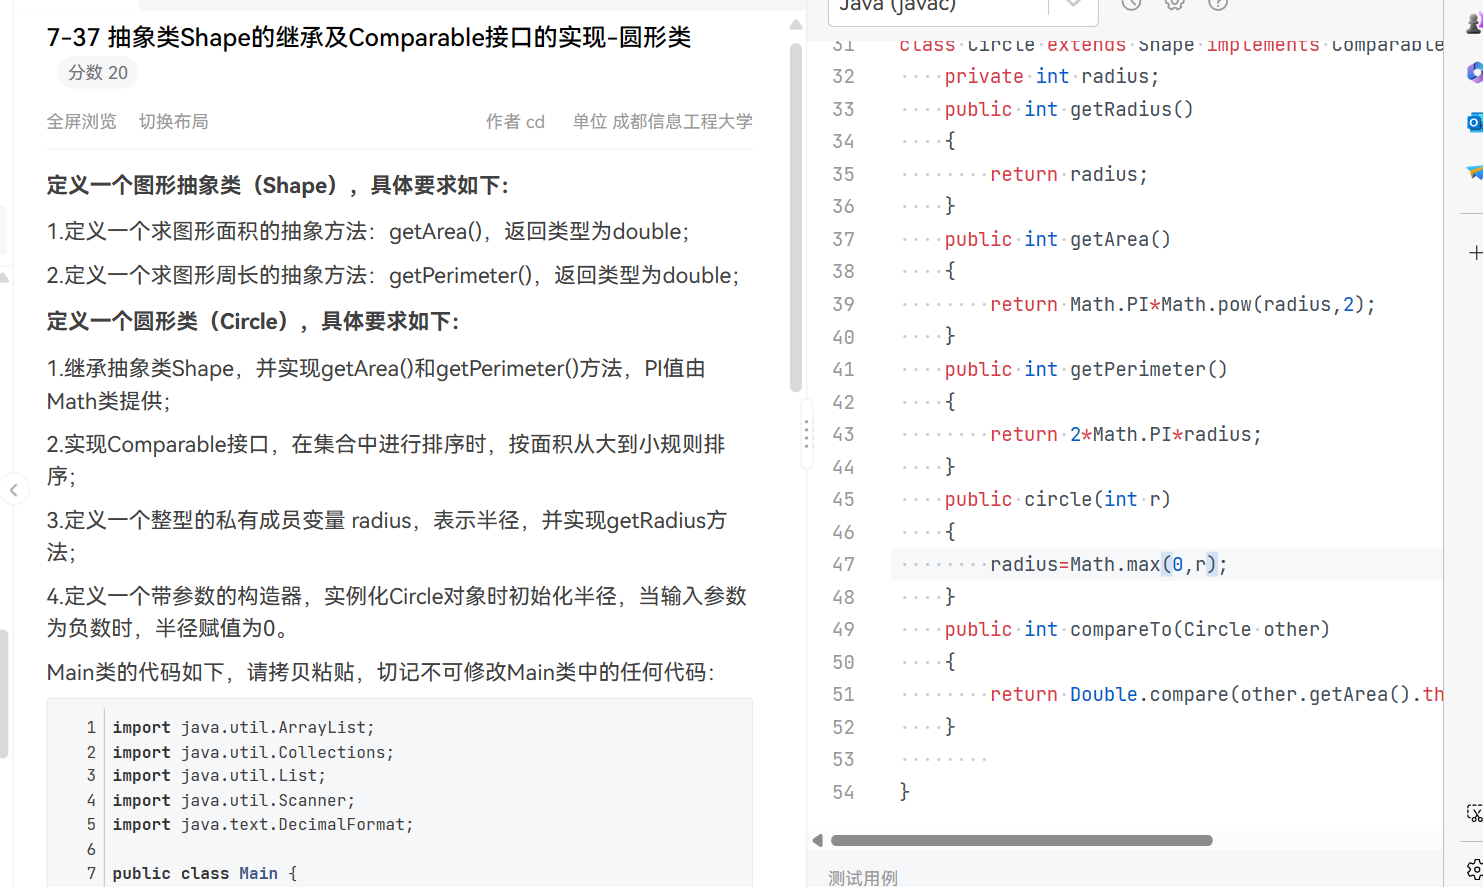 7-37 抽象类Shape的继承及Comparable接口的实现-圆形类
分数 20
全屏浏览 切换布局 作者 cd 单位 成都信息工程大学
定义一个图形抽象类（Shape），具体要求如下：
1.定义一个求图形面积的抽象方法：getArea()，返回类型为double；
2.定义一个求图形周长的抽象方法：getPerimeter()，返回类型为double；
定义一个圆形类（Circle），具体要求如下：
1.继承抽象类Shape，并实现getArea()和getPerimeter()方法，PI值由
Math类提供；
2.实现Comparable接口，在集合中进行排序时，按面积从大到小规则排
序；
3.定义一个整型的私有成员变量 radius，表示半径，并实现getRadius方
法；
4.定义一个带参数的构造器，实例化Circle对象时初始化半径，当输入参数
为负数时，半径赋值为0。
Main类的代码如下，请拷贝粘贴，切记不可修改Main类中的任何代码：
1 import java.util.ArrayList;
2 import java.util.Collections;
3 import java.util.List;
4 import java.util.Scanner;
5 import java.text.DecimalFormat;
6
7 public class Main {
Java (javac)
31 class Circle extends Shape implements Comparable
32 private int radius;
33 public int getRadius()
34 {
35 return radius;
36 }
37 public int getArea()
38 {
39 return Math.PI*Math.pow(radius,2);
40 }
41 public int getPerimeter()
42 {
43 return 2*Math.PI*radius;
44 }
45 public circle(int r)
46 {
47 radius=Math.max(0,r);
48 }
49 public int compareTo(Circle other)
50 {
51 return Double.compare(other.getArea().th
52 }
53
54 }
测试用例